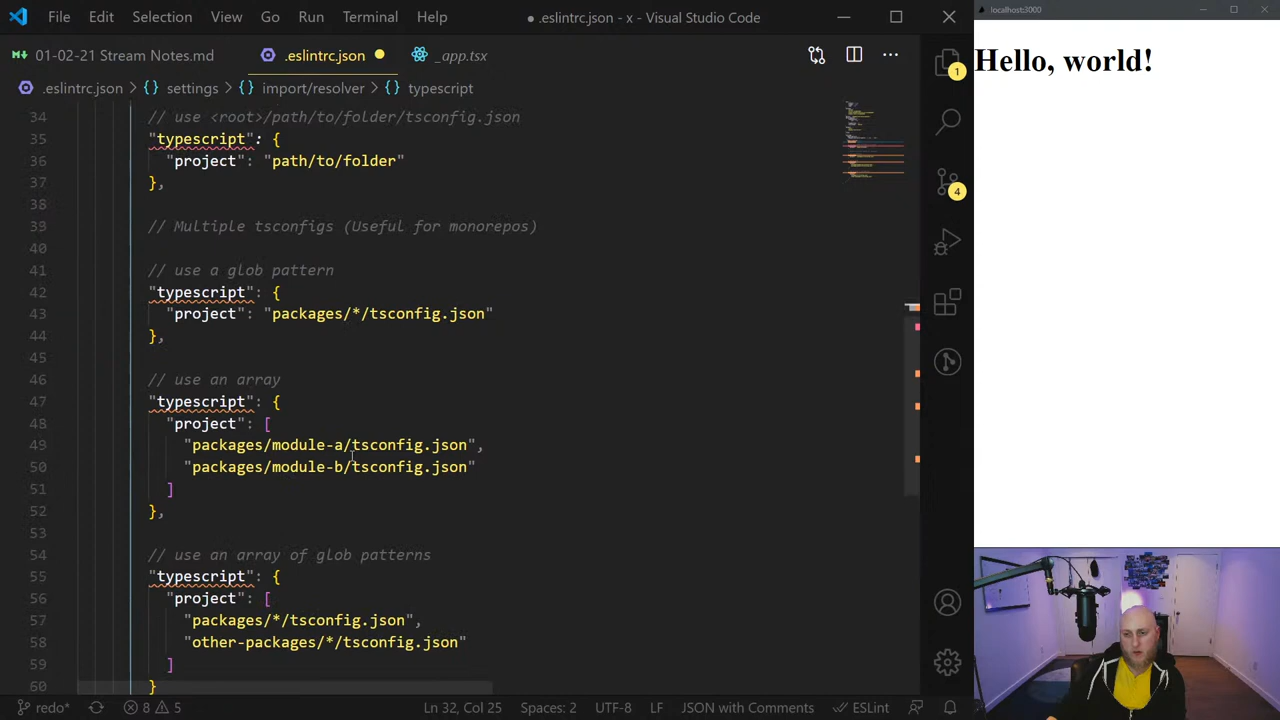 File Edit Selection View Go Run Terminal Help
● .eslintrc.json - x - Visual Studio Code
localhost:3000
01-02-21 Stream Notes.md
.eslintrc.json
_app.tsx
.eslintrc.json > {} settings > {} import/resolver > {} typescript
34 // use <root>/path/to/folder/tsconfig.json
35 "typescript": {
36 "project": "path/to/folder"
37 },
38
39 // Multiple tsconfigs (Useful for monorepos)
40
41 // use a glob pattern
42 "typescript": {
43 "project": "packages/*/tsconfig.json"
44 },
45
46 // use an array
47 "typescript": {
48 "project": [
49 "packages/module-a/tsconfig.json",
50 "packages/module-b/tsconfig.json"
51 ]
52 },
53
54 // use an array of glob patterns
55 "typescript": {
56 "project": [
57 "packages/*/tsconfig.json",
58 "other-packages/*/tsconfig.json"
59 ]
60 }
1
4
Hello, world!
redo* 8 5 Ln 32, Col 25 Spaces: 2 UTF-8 LF JSON with Comments ESLint